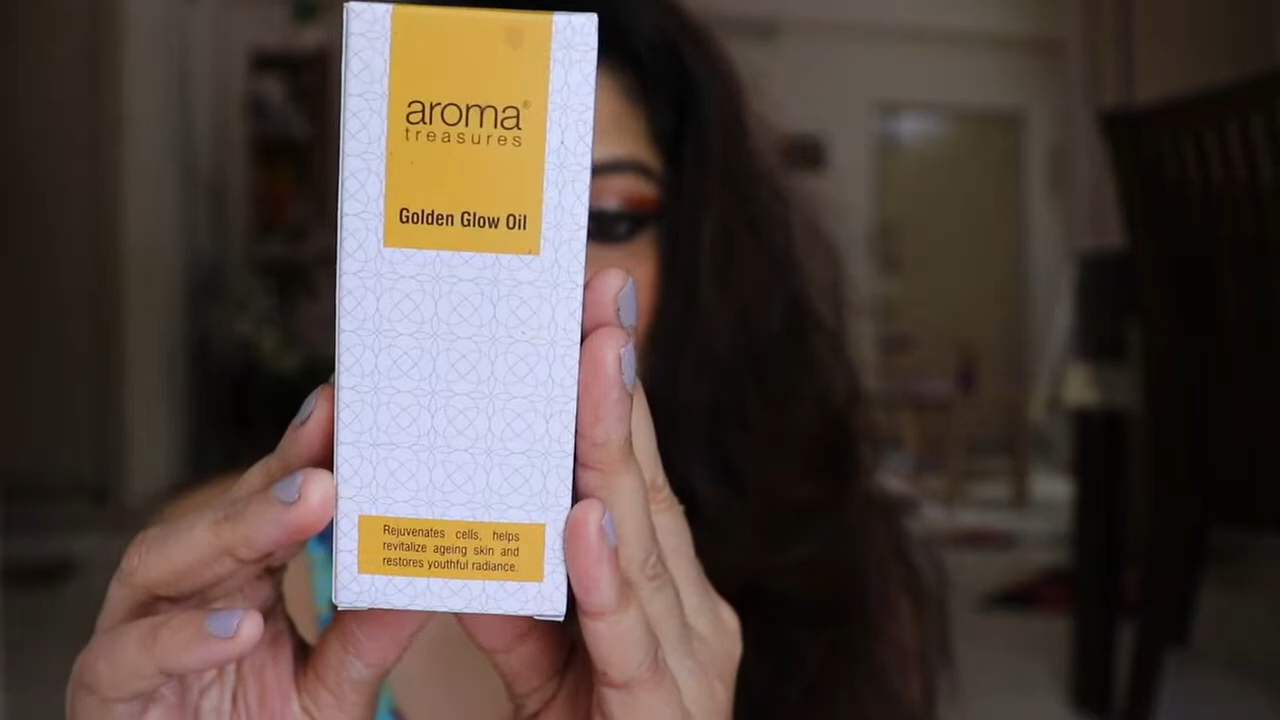 aroma®
treasures
Golden Glow Oil
Rejuvenates cells, helps
revitalize ageing skin and
restores youthful radiance.